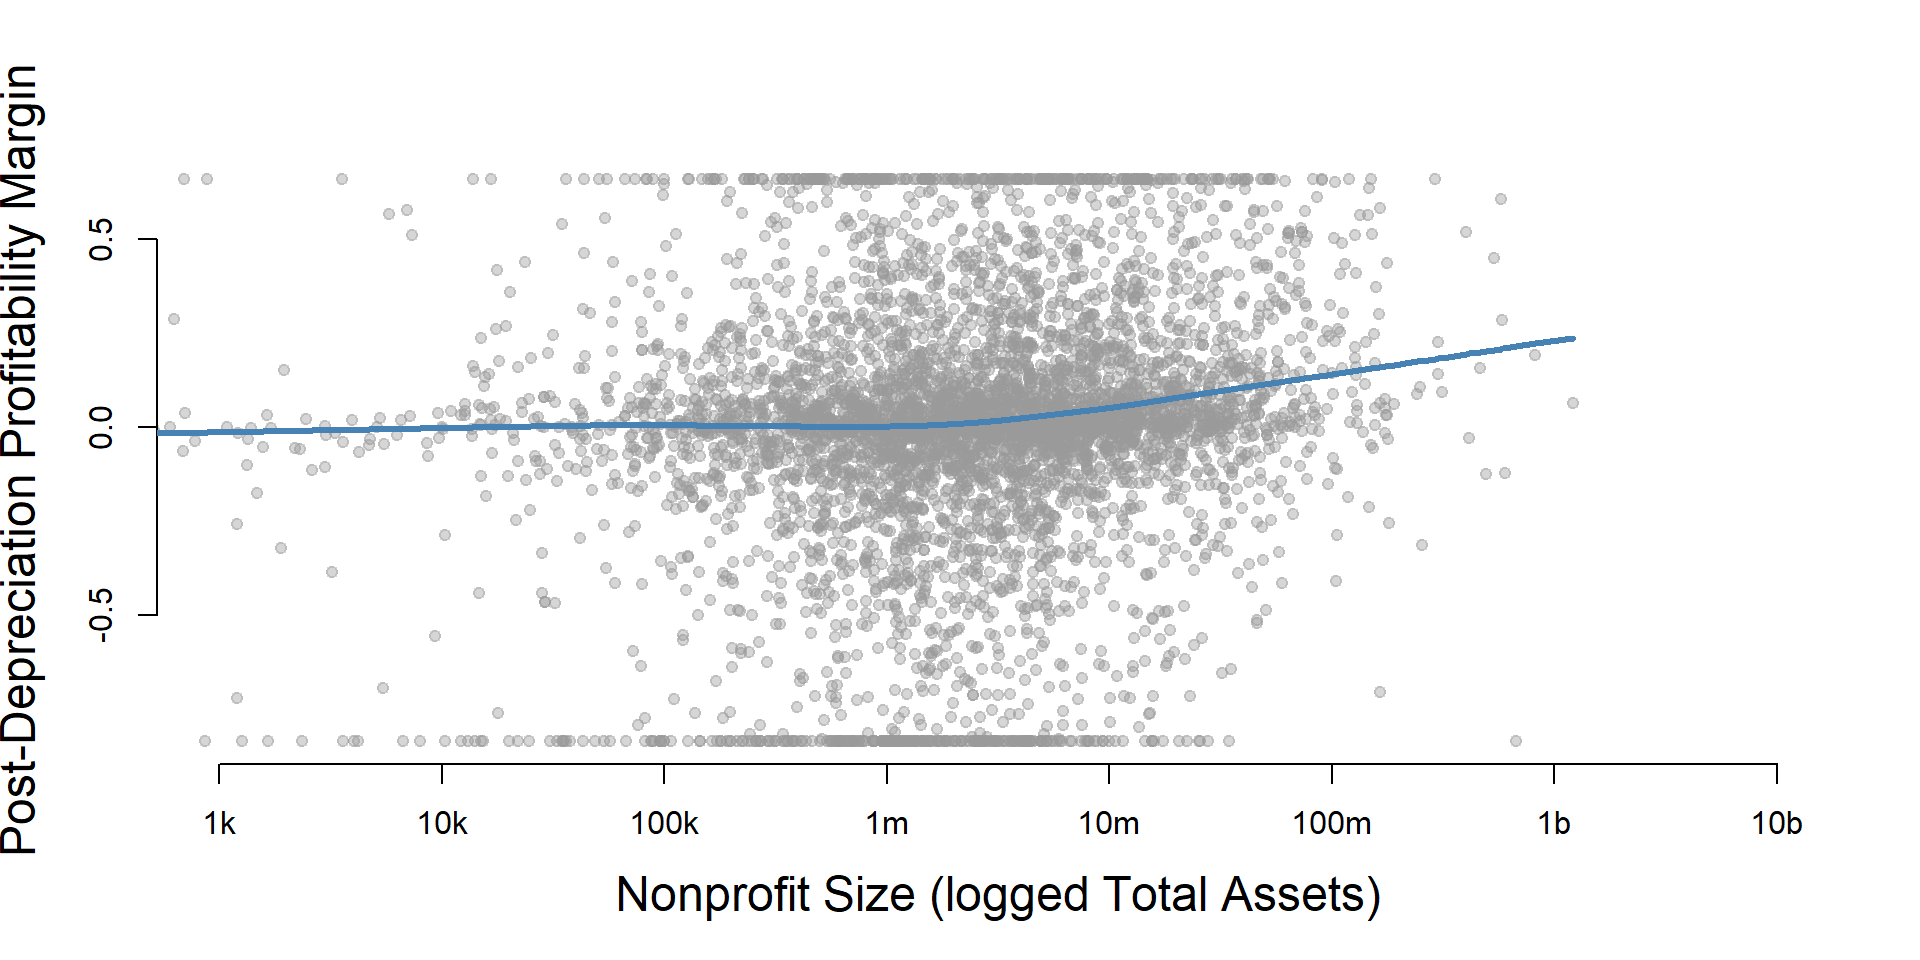 Post-Depreciation Profitability Margin
0.5
0.0
-0.5
1k 10k 100k 1m 10m 100m 1b 10b
Nonprofit Size (logged Total Assets)